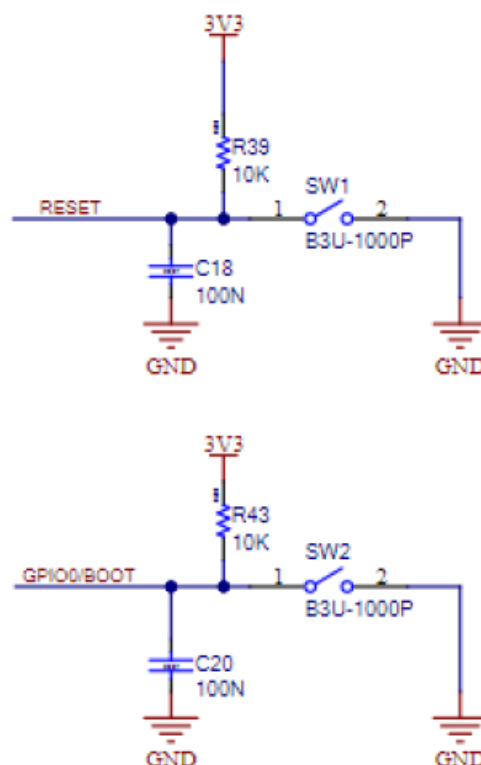 3V3
R39
10K
SW1
RESET
1
2
B3U-1000P
C18
100N
GND
GND
3V3
R43
10K
SW2
GPIO0/BOOT
1
2
B3U-1000P
C20
100N
GND
GND